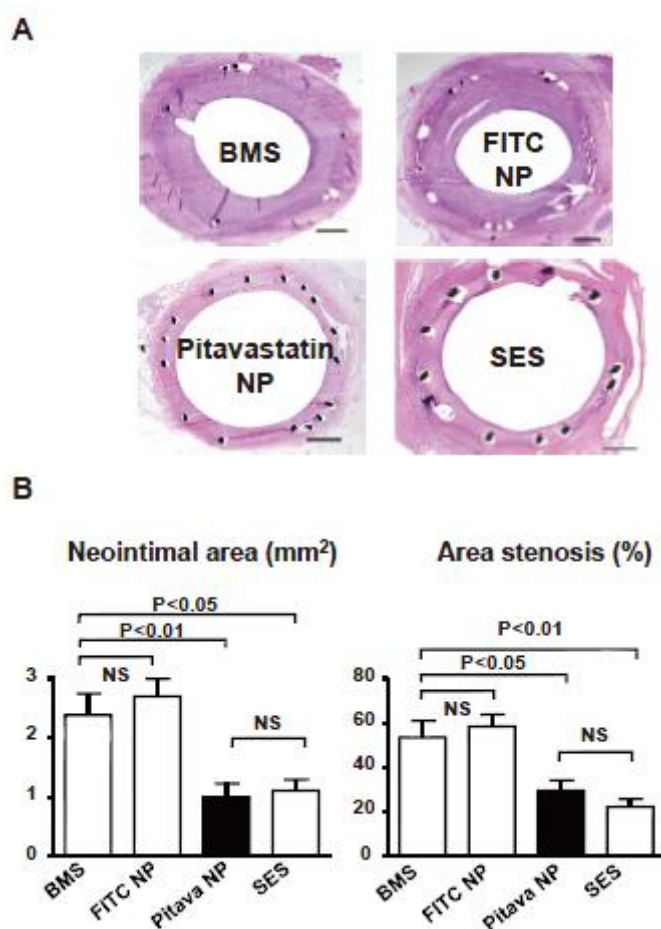 A
BMS
FITC
NP
Pitavastatin
NP
SES
B
Neointimal area (mm²)
P<0.05
P<0.01
NS
NS
3
2
1
0
BMS
FITC NP
Pitava NP
SES
Area stenosis (%)
P<0.01
P<0.05
NS
NS
80
60
40
20
0
BMS
FITC NP
Pitava NP
SES